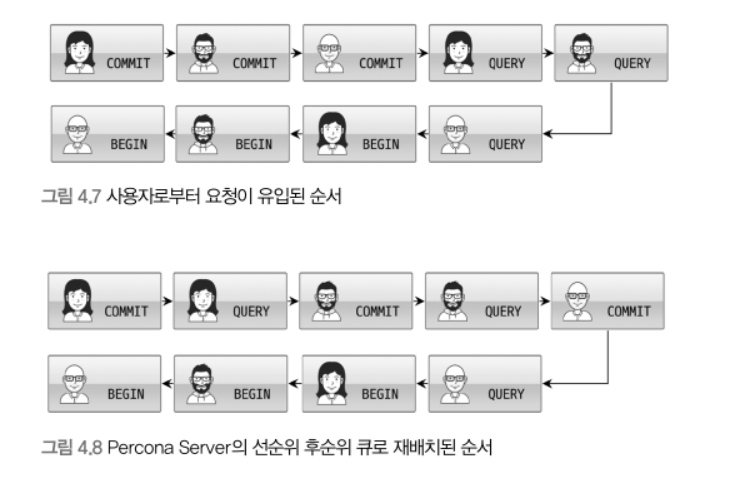 COMMIT COMMIT COMMIT QUERY QUERY
BEGIN BEGIN BEGIN QUERY
그림 4.7 사용자로부터 요청이 유입된 순서
COMMIT QUERY COMMIT QUERY COMMIT
BEGIN BEGIN BEGIN QUERY
그림 4.8 Percona Server의 선순위 후순위 큐로 재배치된 순서